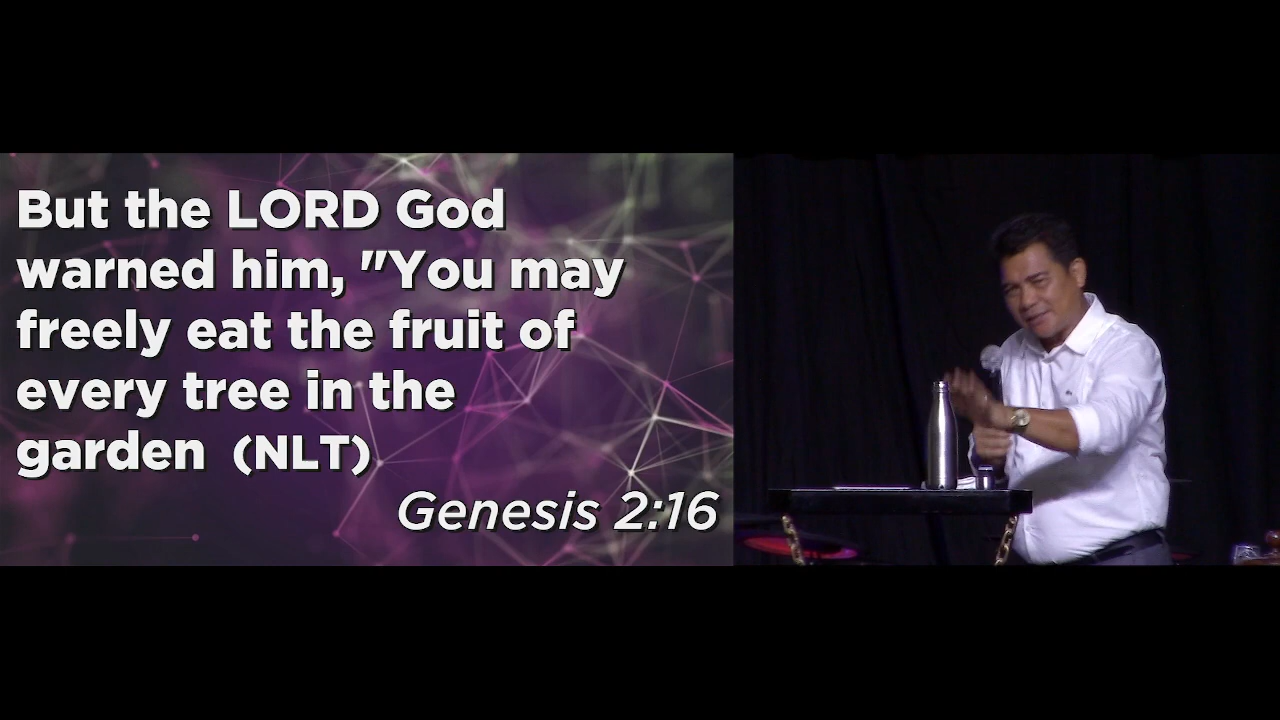 But the LORD God
warned him, "You may
freely eat the fruit of
every tree in the
garden (NLT)
Genesis 2:16